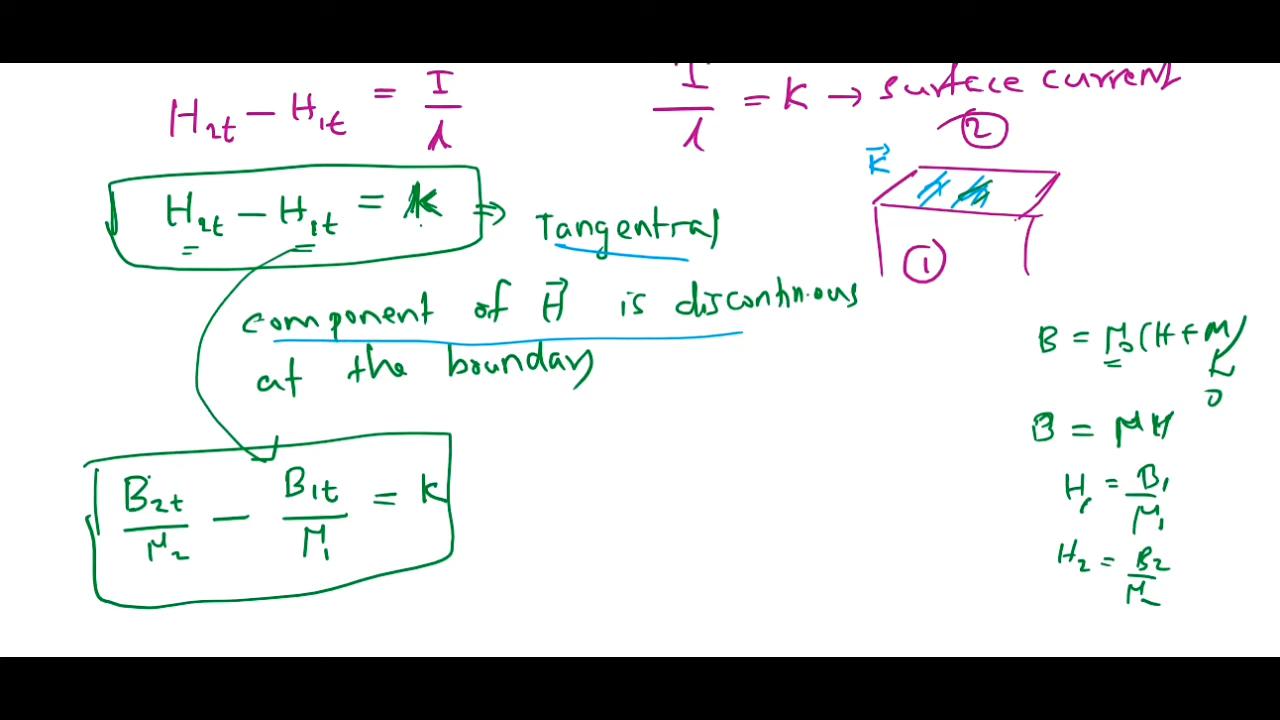 H₂t − H₁t = I/l
I/l = K → surface current
②
K⃗
H₂t − H₁t = K ⇒ Tangentral
①
component of H⃗ is discontinuous
at the boundary
B = μ₀(H + M)
0
B = μH
B₂t/μ₂ − B₁t/μ₁ = K
H₁ = B₁/μ₁
H₂ = B₂/μ₂